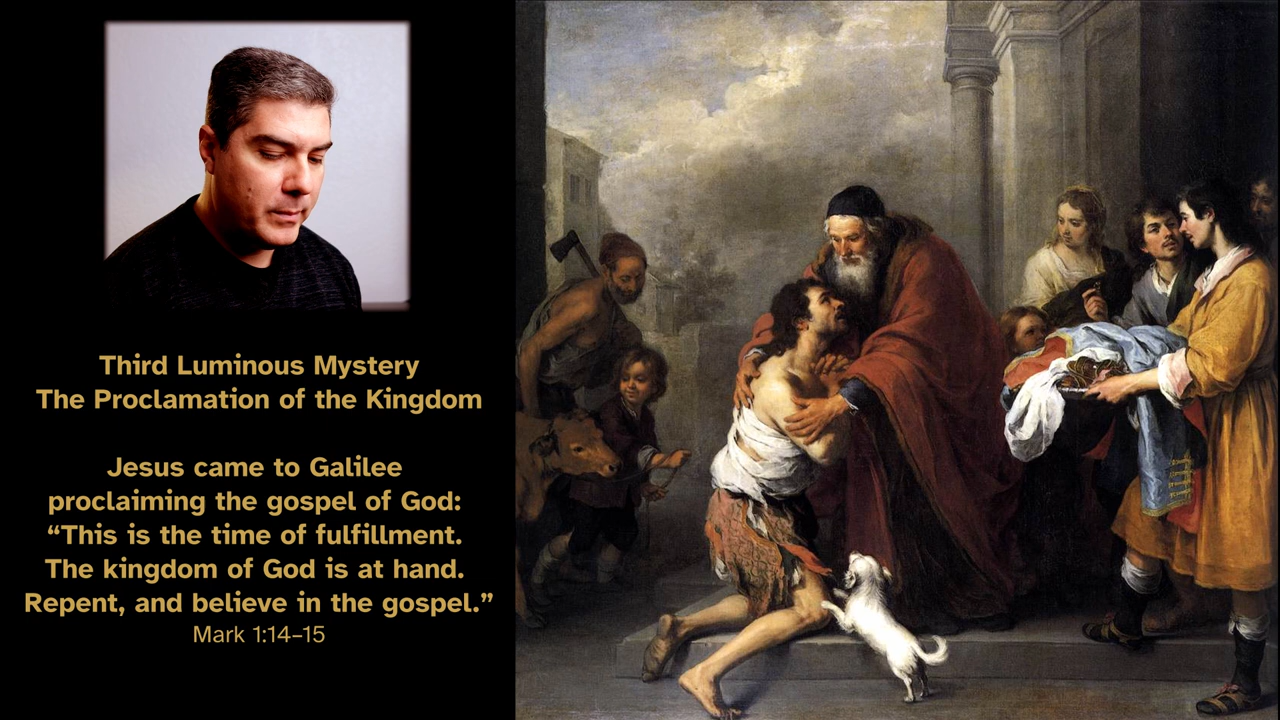 Third Luminous Mystery
The Proclamation of the Kingdom
Jesus came to Galilee
proclaiming the gospel of God:
“This is the time of fulfillment.
The kingdom of God is at hand.
Repent, and believe in the gospel.”
Mark 1:14–15